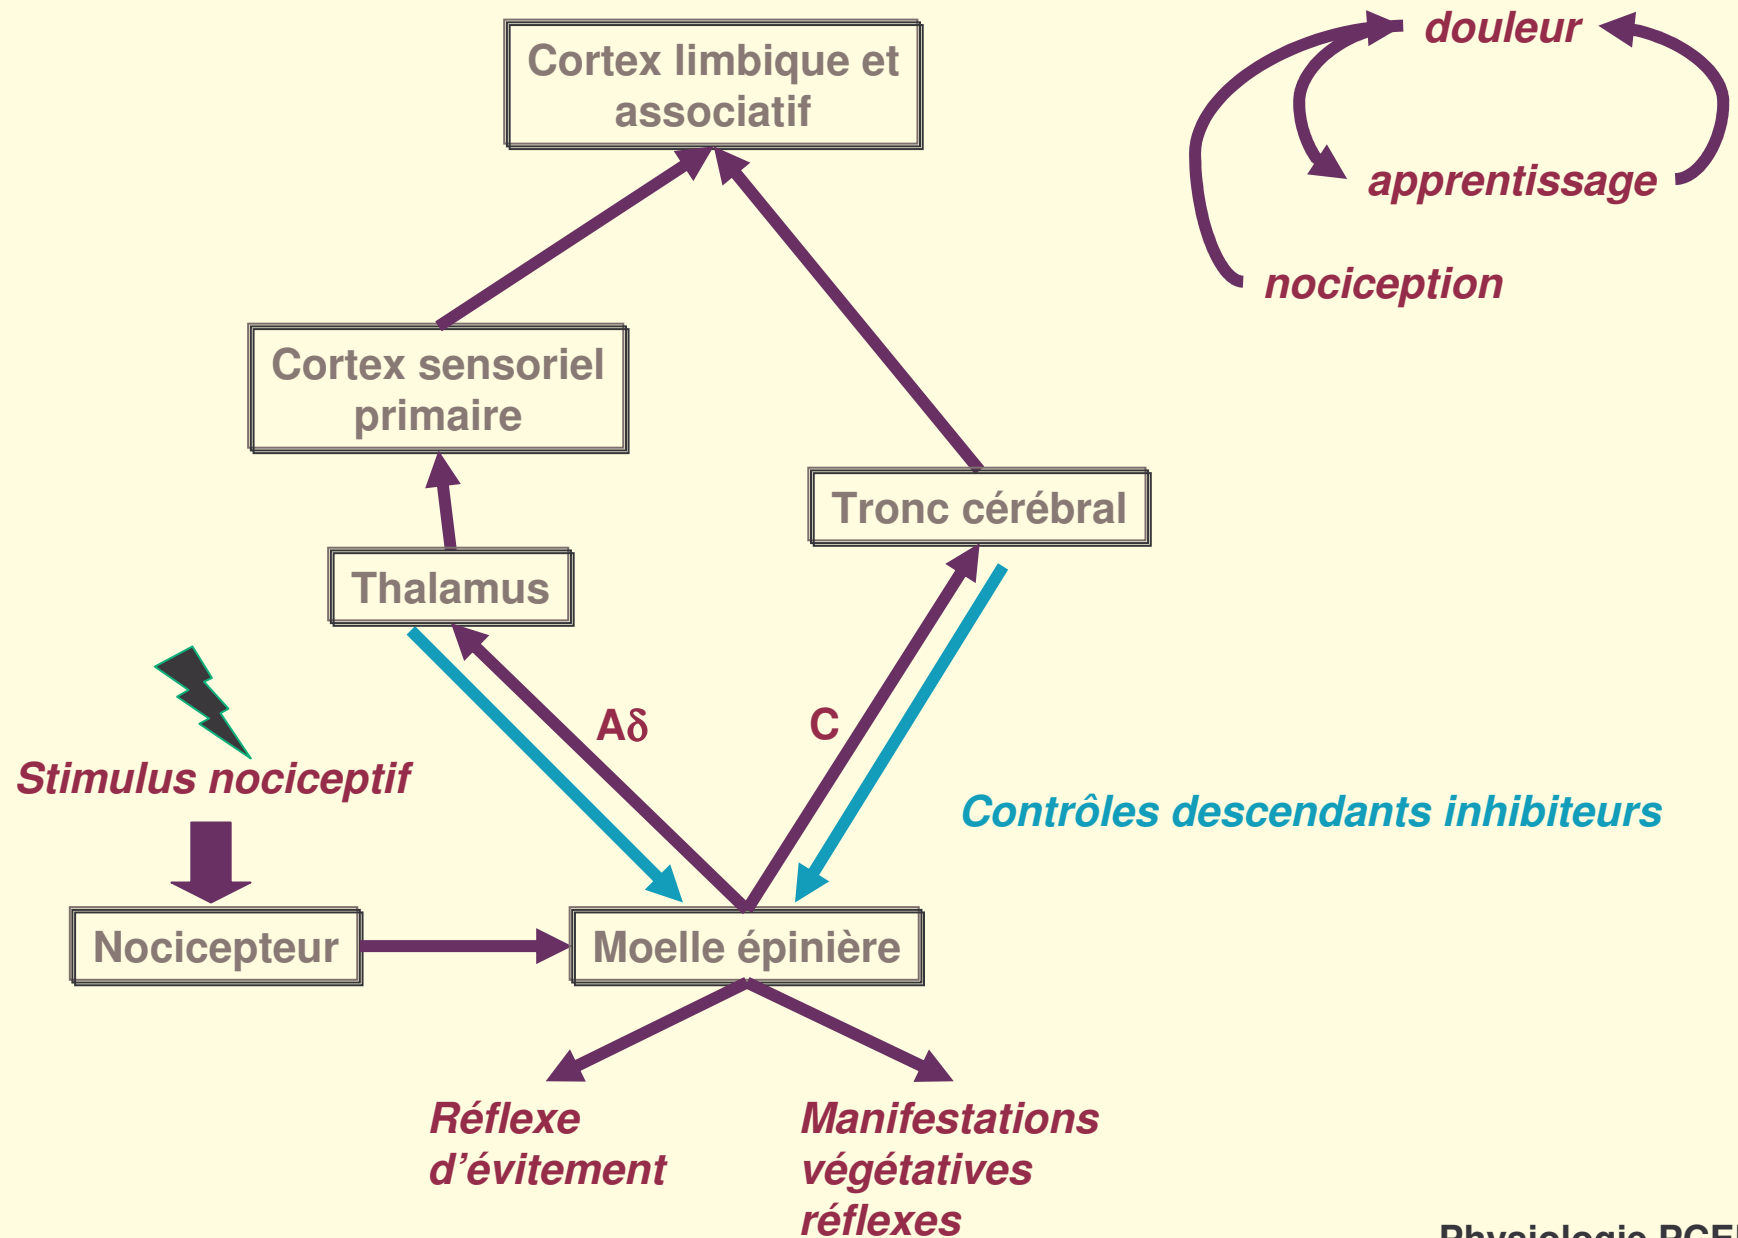 Cortex limbique et
associatif
douleur
apprentissage
nociception
Cortex sensoriel
primaire
Tronc cérébral
Thalamus
Aδ
C
Stimulus nociceptif
Contrôles descendants inhibiteurs
Nocicepteur
Moelle épinière
Réflexe
d’évitement
Manifestations
végétatives
réflexes
Physiologie